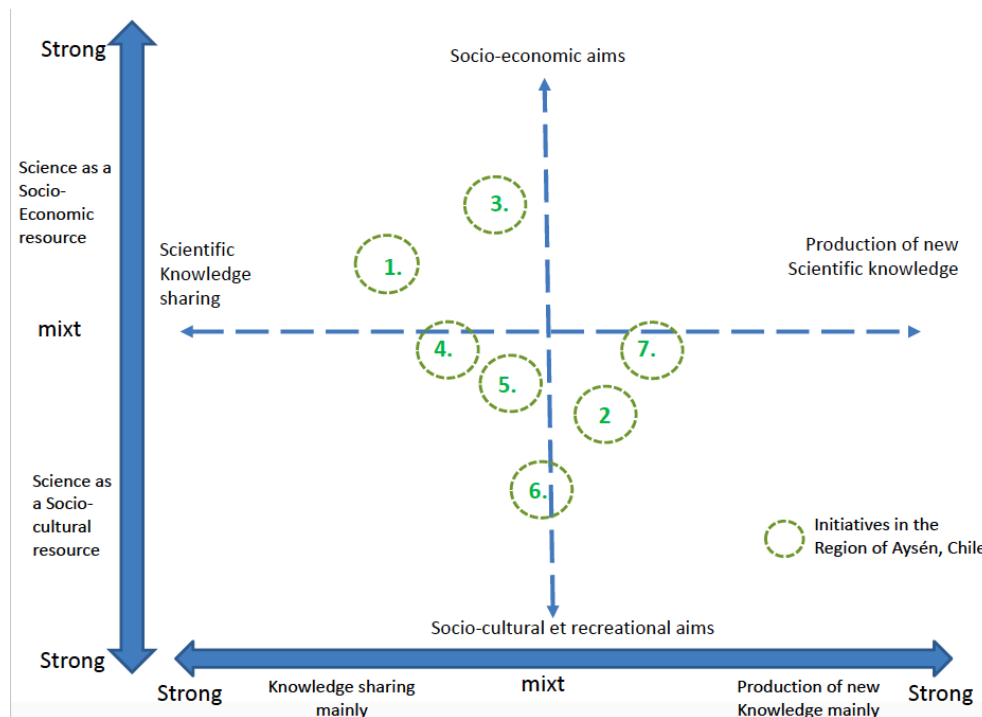 Strong
Socio-economic aims
Science as a
Socio-
Economic
resource
3.
Scientific
Knowledge
sharing
1.
Production of new
Scientific knowledge
mixt
4.
7.
5.
2
Science as
a Socio-
cultural
resource
6.
Initiatives in the
Region of Aysén, Chile
Socio-cultural et recreational aims
Strong
Strong
Knowledge sharing
mainly
mixt
Production of new
Knowledge mainly
Strong